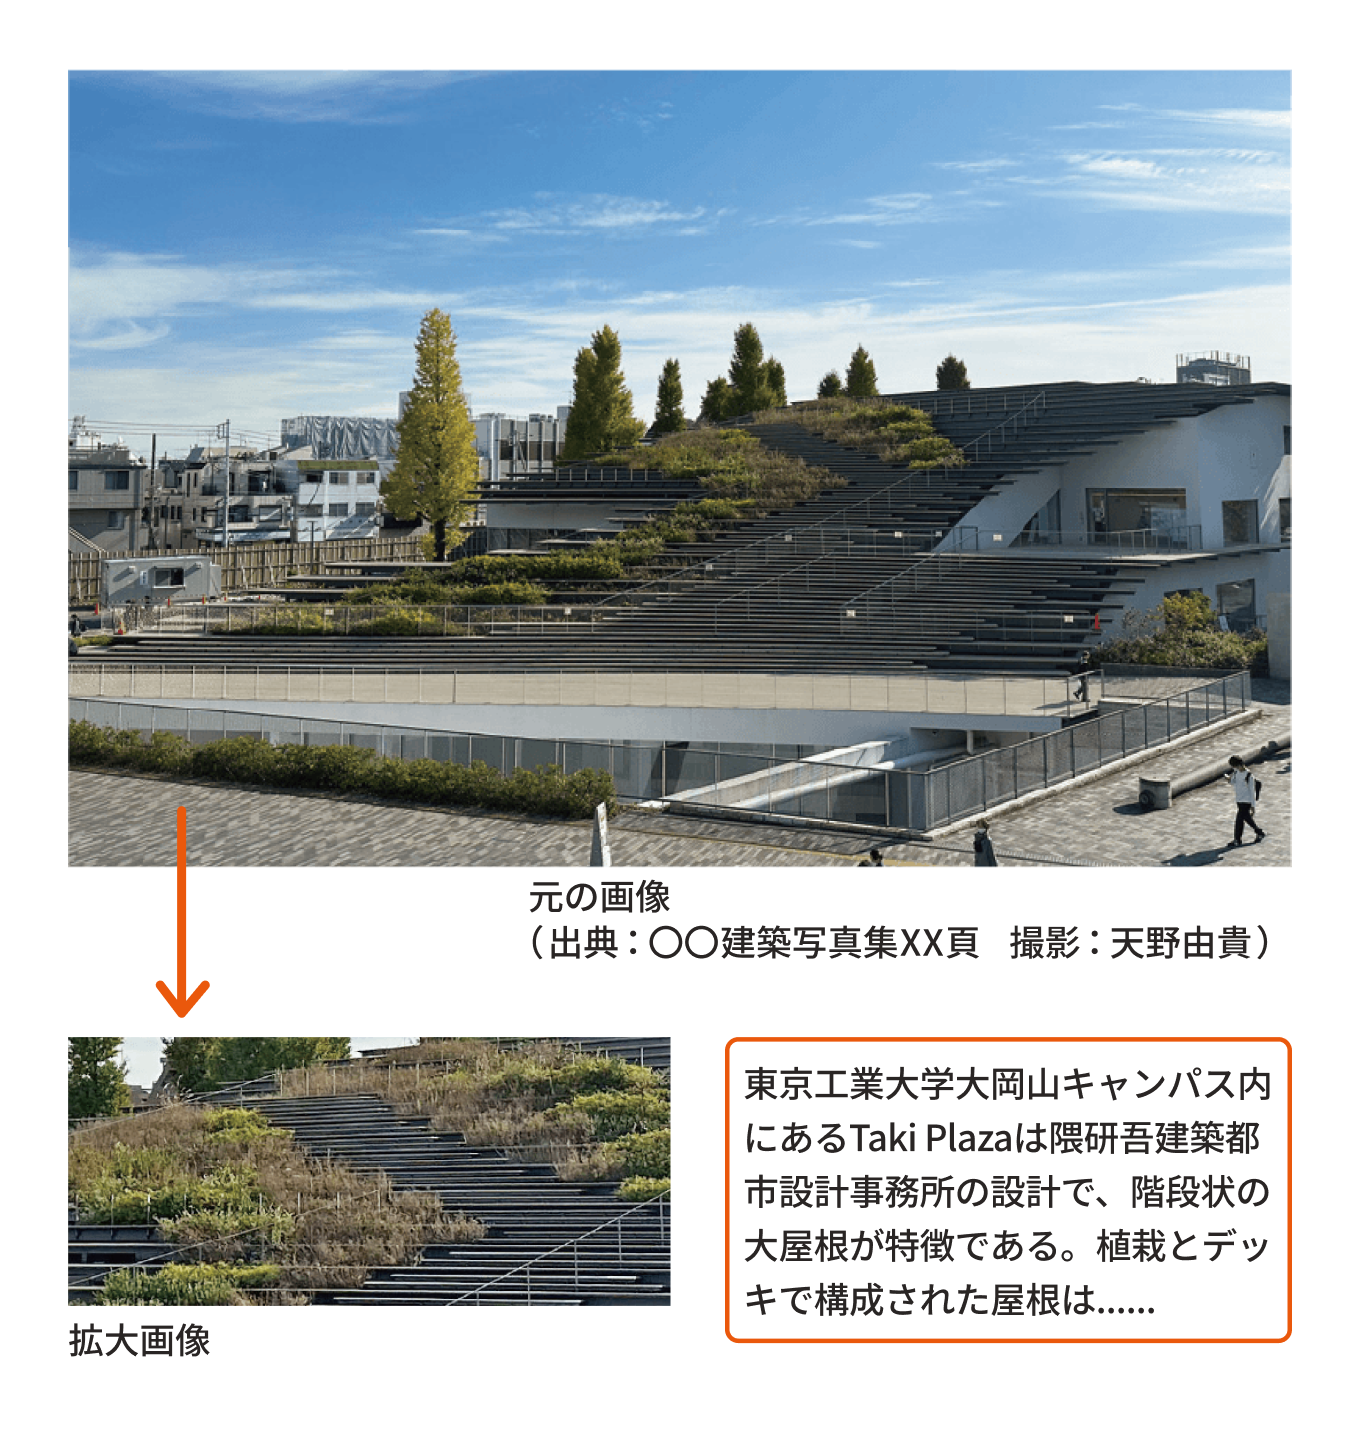 元の画像
（出典：〇〇建築写真集XX頁　撮影：天野由貴）
東京工業大学大岡山キャンパス内
にあるTaki Plazaは隈研吾建築都
市設計事務所の設計で、階段状の
大屋根が特徴である。植栽とデッ
キで構成された屋根は……
拡大画像